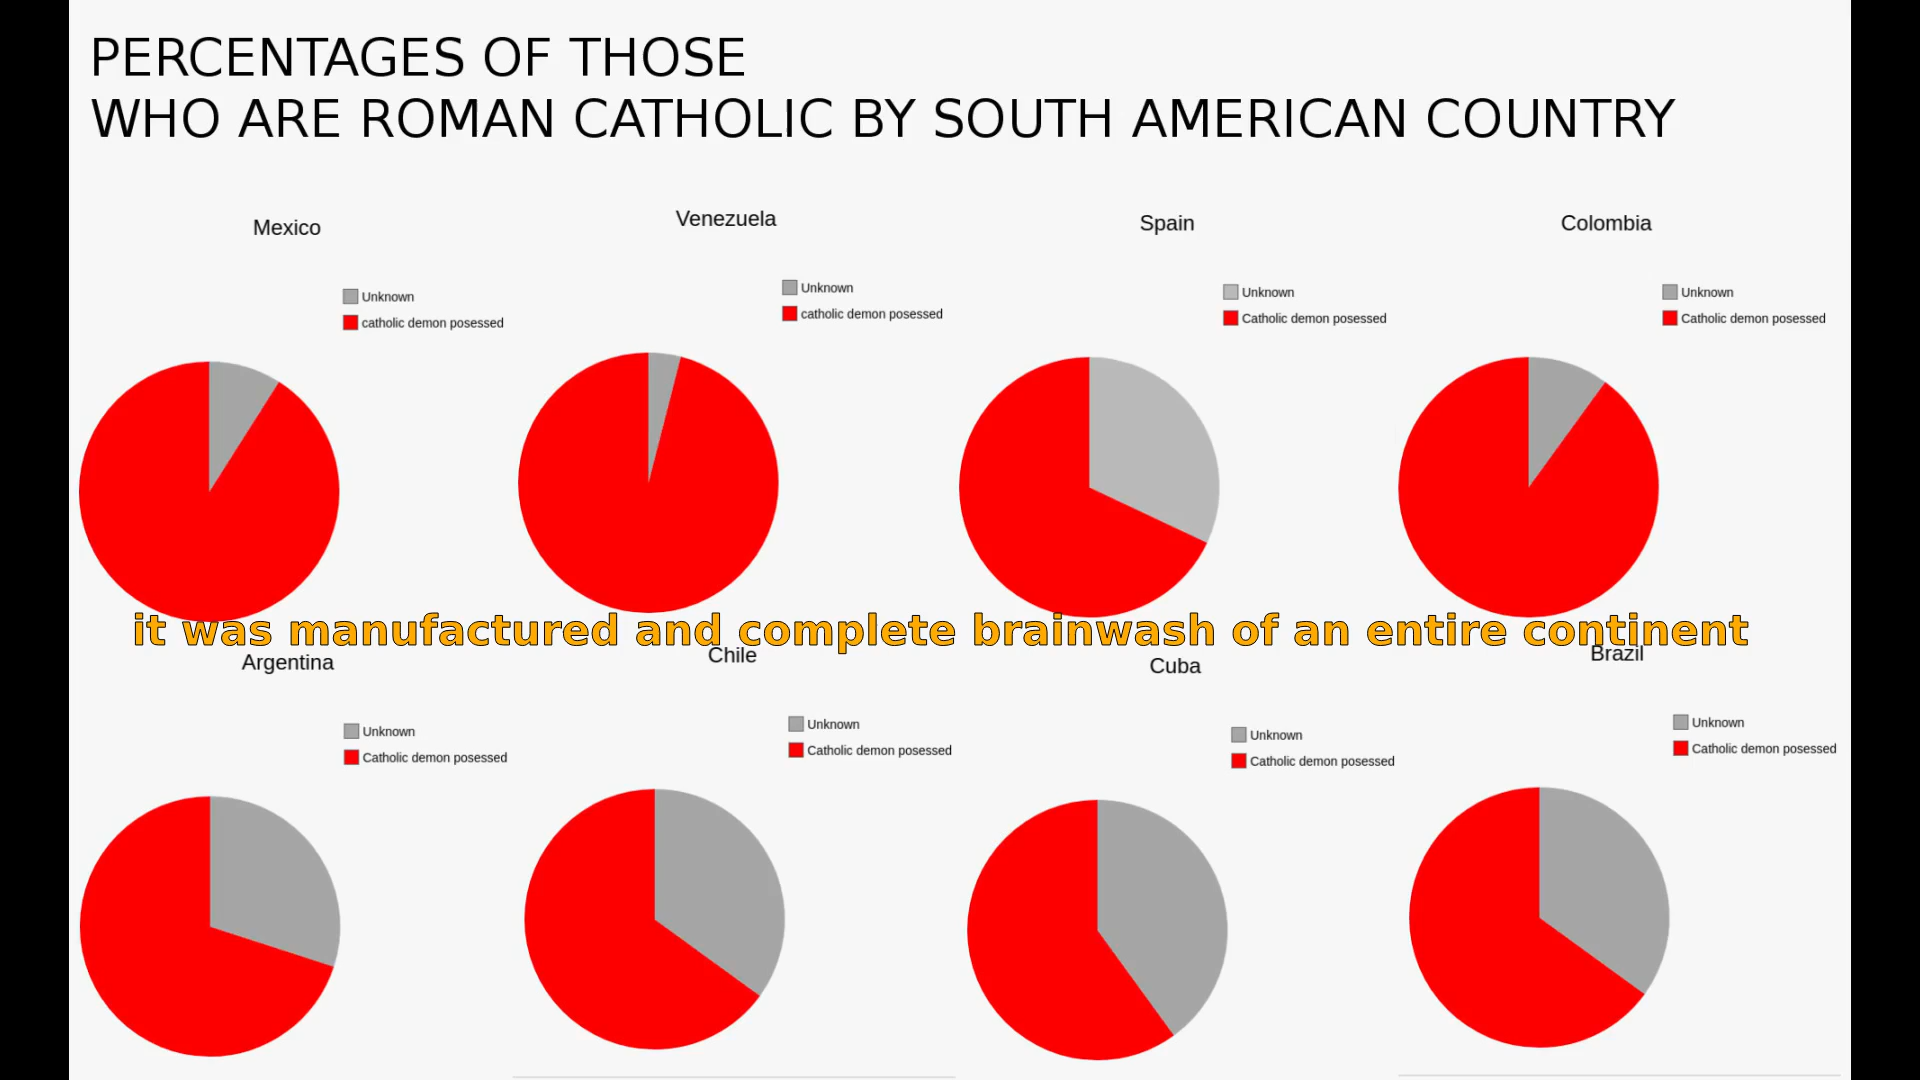 PERCENTAGES OF THOSE
WHO ARE ROMAN CATHOLIC BY SOUTH AMERICAN COUNTRY
Mexico
Unknown
catholic demon posessed
Venezuela
Unknown
catholic demon posessed
Spain
Unknown
Catholic demon posessed
Colombia
Unknown
Catholic demon posessed
it was manufactured and complete brainwash of an entire continent
Argentina
Unknown
Catholic demon posessed
Chile
Unknown
Catholic demon posessed
Cuba
Unknown
Catholic demon posessed
Brazil
Unknown
Catholic demon posessed